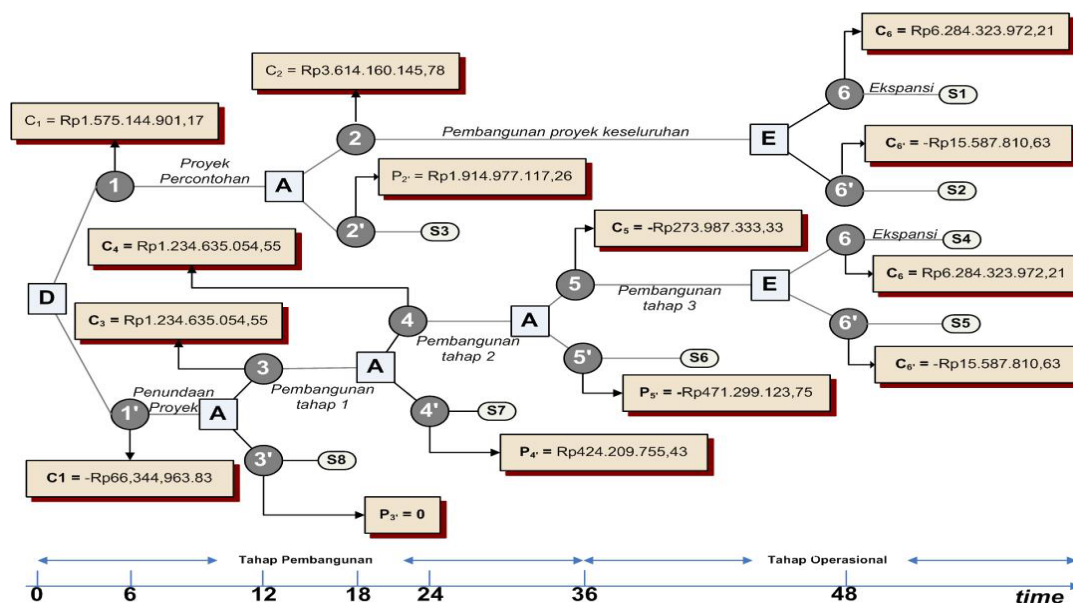 C₆ = Rp6.284.323.972,21
C₂ = Rp3.614.160.145,78
Ekspansi
6
S1
C₁ = Rp1.575.144.901,17
2
Pembangunan proyek keseluruhan
E
C₆' = -Rp15.587.810,63
Proyek
Percontohan
1
A
P₂' = Rp1.914.977.117,26
6'
S2
2'
S3
C₅ = -Rp273.987.333,33
C₄ = Rp1.234.635.054,55
6
Ekspansi
S4
C₆ = Rp6.284.323.972,21
5
Pembangunan
tahap 3
E
D
C₃ = Rp1.234.635.054,55
4
Pembangunan
tahap 2
A
6'
S5
5'
S6
C₆' = -Rp15.587.810,63
3
Pembangunan
tahap 1
A
P₅' = -Rp471.299.123,75
Penundaan
Proyek
1'
A
4'
S7
3'
S8
P₄' = Rp424.209.755,43
C1 = -Rp66,344,963.83
P₃' = 0
Tahap Pembangunan
Tahap Operasional
0 6 12 18 24 36 48 time